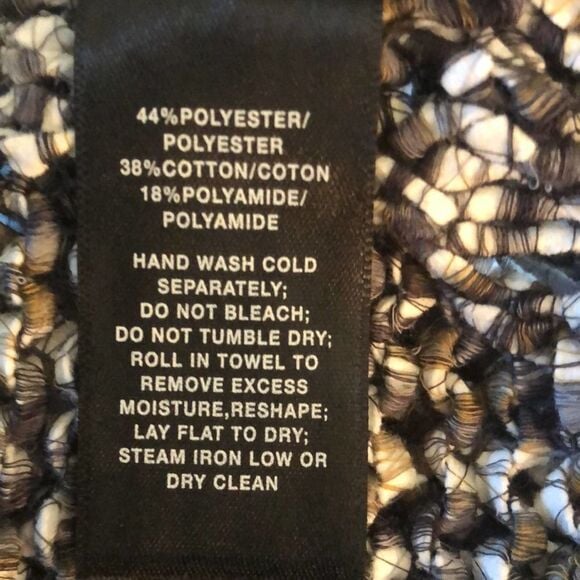 44%POLYESTER/
POLYESTER
38%COTTON/COTON
18%POLYAMIDE/
POLYAMIDE
HAND WASH COLD
SEPARATELY;
DO NOT BLEACH;
DO NOT TUMBLE DRY;
ROLL IN TOWEL TO
REMOVE EXCESS
MOISTURE,RESHAPE;
LAY FLAT TO DRY;
STEAM IRON LOW OR
DRY CLEAN